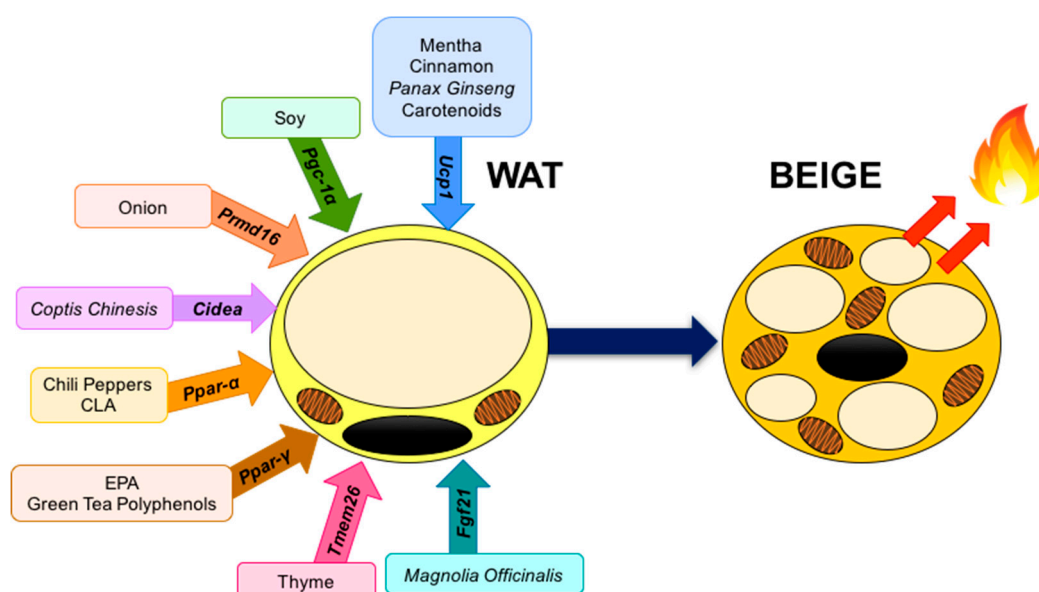 Mentha
Cinnamon
Panax Ginseng
Carotenoids
Soy
Pgc-1α
Ucp1
WAT
BEIGE
Onion
Prmd16
Coptis Chinesis
Cidea
Chili Peppers
CLA
Ppar-α
EPA
Green Tea Polyphenols
Ppar-γ
Tmem26
Fgf21
Thyme
Magnolia Officinalis